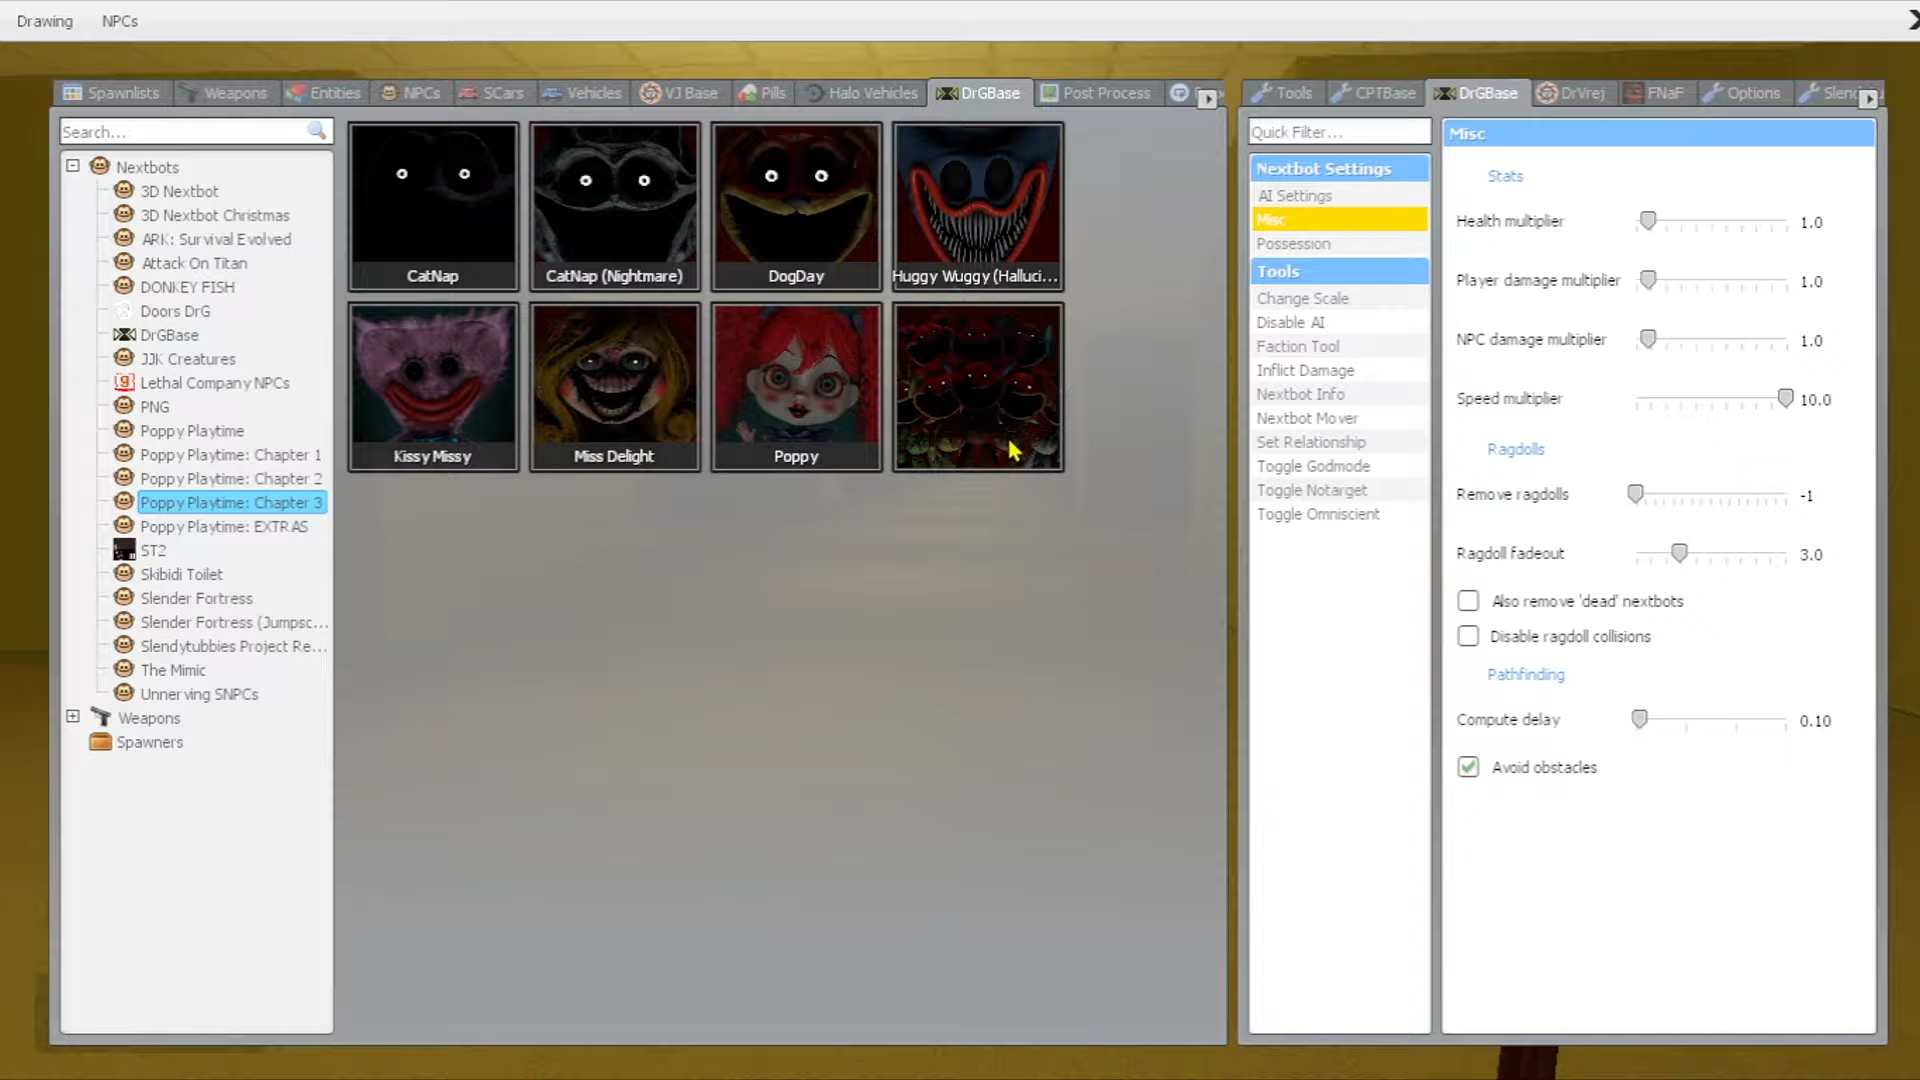 Drawing NPCs
Spawnlists Weapons Entities NPCs SCars Vehicles VJ Base Pills Halo Vehicles DrGBase Post Process
Search...
Nextbots
3D Nextbot
3D Nextbot Christmas
ARK: Survival Evolved
Attack On Titan
DONKEY FISH
Doors DrG
DrGBase
JJK Creatures
Lethal Company NPCs
PNG
Poppy Playtime
Poppy Playtime: Chapter 1
Poppy Playtime: Chapter 2
Poppy Playtime: Chapter 3
Poppy Playtime: EXTRAS
ST2
Skibidi Toilet
Slender Fortress
Slender Fortress (Jumpsc...
Slendytubbies Project Re...
The Mimic
Unnerving SNPCs
Weapons
Spawners
CatNap
CatNap (Nightmare)
DogDay
Huggy Wuggy (Halluci...
Kissy Missy
Miss Delight
Poppy
Tools CPTBase DrGBase DrVrej FNaF Options
Quick Filter...
Nextbot Settings
AI Settings
Misc
Possession
Tools
Change Scale
Disable AI
Faction Tool
Inflict Damage
Nextbot Info
Nextbot Mover
Set Relationship
Toggle Godmode
Toggle Notarget
Toggle Omniscient
Misc
Stats
Health multiplier 1.0
Player damage multiplier 1.0
NPC damage multiplier 1.0
Speed multiplier 10.0
Ragdolls
Remove ragdolls -1
Ragdoll fadeout 3.0
Also remove 'dead' nextbots
Disable ragdoll collisions
Pathfinding
Compute delay 0.10
Avoid obstacles